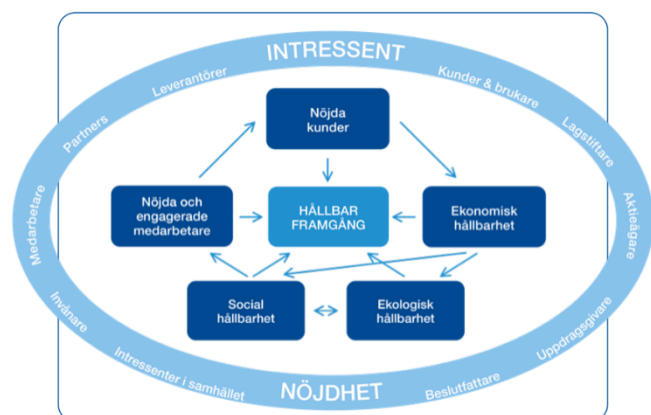 INTRESSENT
Leverantörer
Kunder & brukare
Partners
Lagstiftare
Medarbetare
Aktieägare
Nöjda
kunder
Nöjda och
engagerade
medarbetare
HÅLLBAR
FRAMGÅNG
Ekonomisk
hållbarhet
Social
hållbarhet
Ekologisk
hållbarhet
Invånare
Uppdragsgivare
Intressenter i samhället
Beslutfattare
NÖJDHET